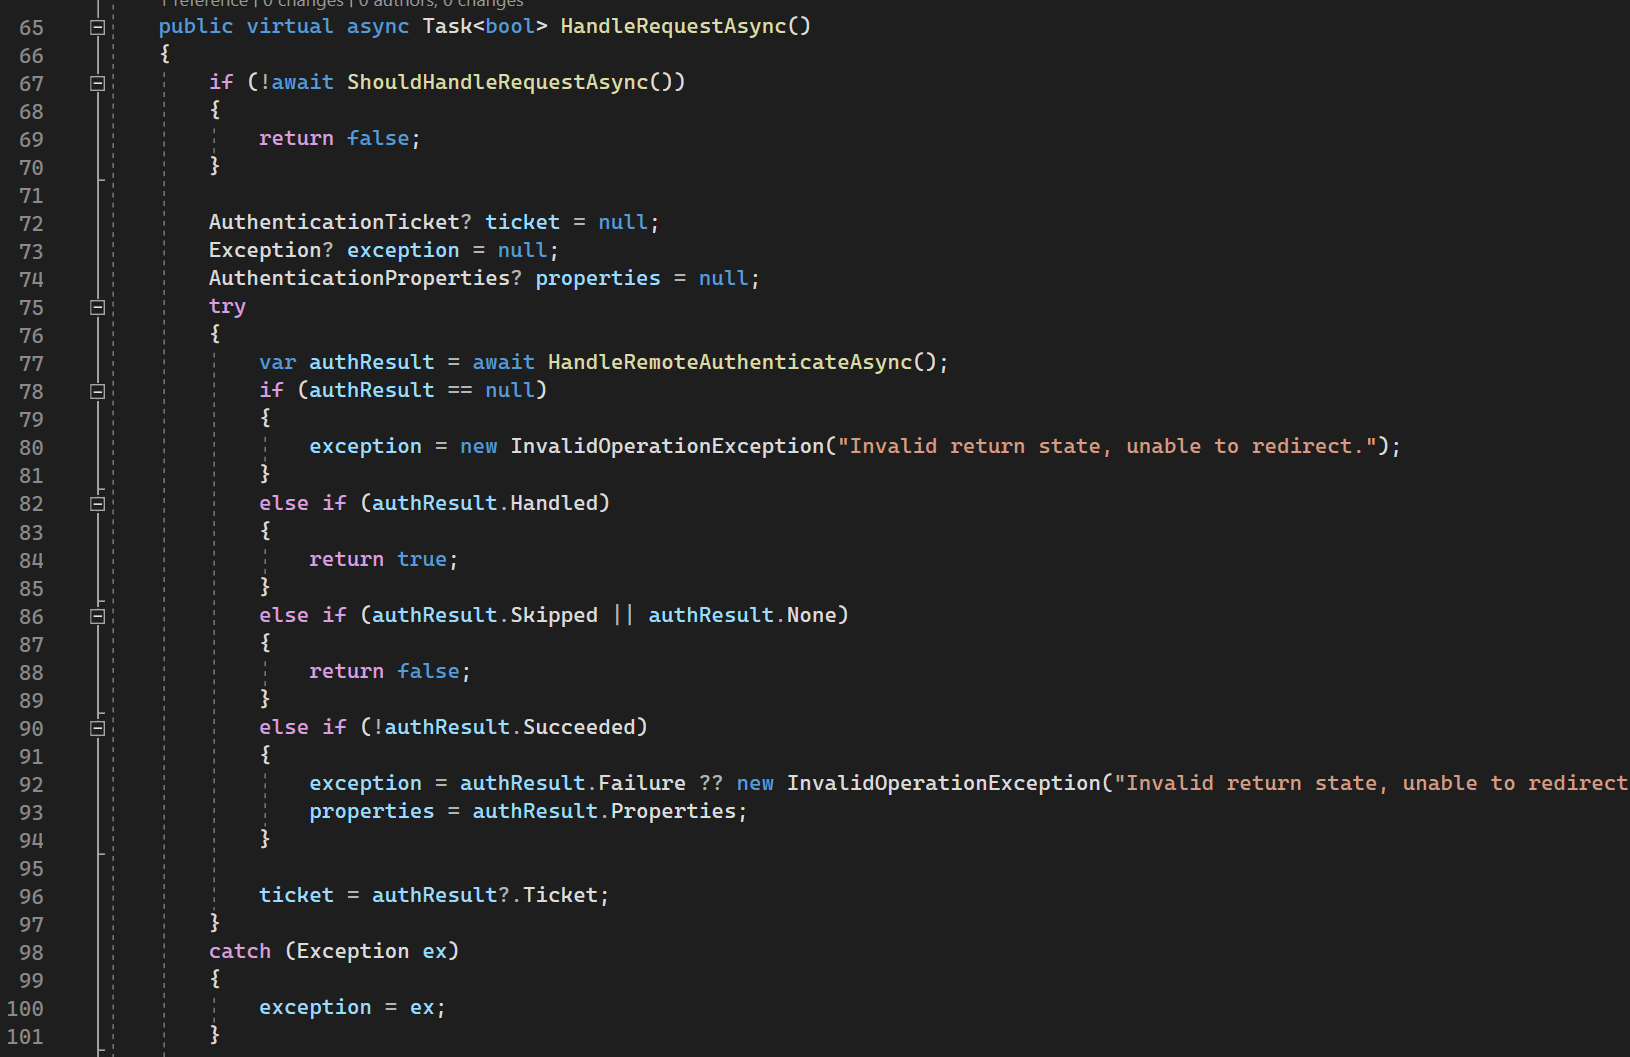 1 reference | 0 changes | 0 authors, 0 changes
65 public virtual async Task<bool> HandleRequestAsync()
66 {
67 if (!await ShouldHandleRequestAsync())
68 {
69 return false;
70 }
71
72 AuthenticationTicket? ticket = null;
73 Exception? exception = null;
74 AuthenticationProperties? properties = null;
75 try
76 {
77 var authResult = await HandleRemoteAuthenticateAsync();
78 if (authResult == null)
79 {
80 exception = new InvalidOperationException("Invalid return state, unable to redirect.");
81 }
82 else if (authResult.Handled)
83 {
84 return true;
85 }
86 else if (authResult.Skipped || authResult.None)
87 {
88 return false;
89 }
90 else if (!authResult.Succeeded)
91 {
92 exception = authResult.Failure ?? new InvalidOperationException("Invalid return state, unable to redirect
93 properties = authResult.Properties;
94 }
95
96 ticket = authResult?.Ticket;
97 }
98 catch (Exception ex)
99 {
100 exception = ex;
101 }